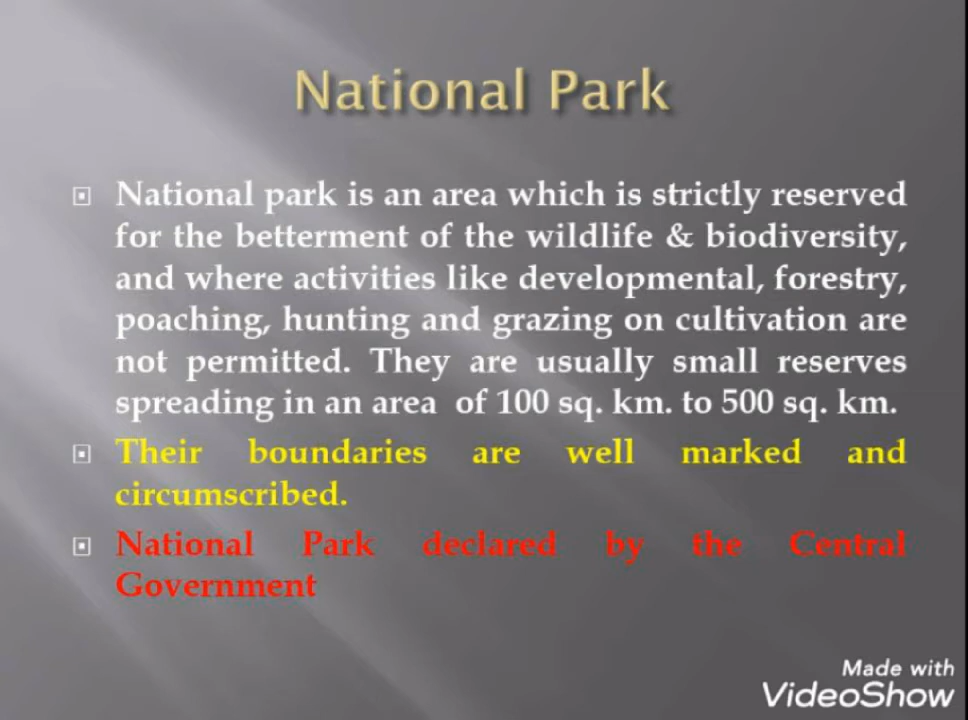 National Park
National park is an area which is strictly reserved
for the betterment of the wildlife & biodiversity,
and where activities like developmental, forestry,
poaching, hunting and grazing on cultivation are
not permitted. They are usually small reserves
spreading in an area of 100 sq. km. to 500 sq. km.
Their boundaries are well marked and
circumscribed.
National Park declared by the Central
Government
Made with
VideoShow